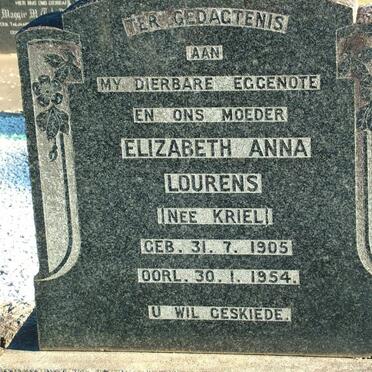 TER GEDAGTENIS
AAN
MY DIERBARE EGGENOTE
EN ONS MOEDER
ELIZABETH ANNA
LOURENS
(NEE KRIEL)
GEB. 31. 7. 1905
OORL. 30. 1. 1954.
U WIL GESKIEDE.